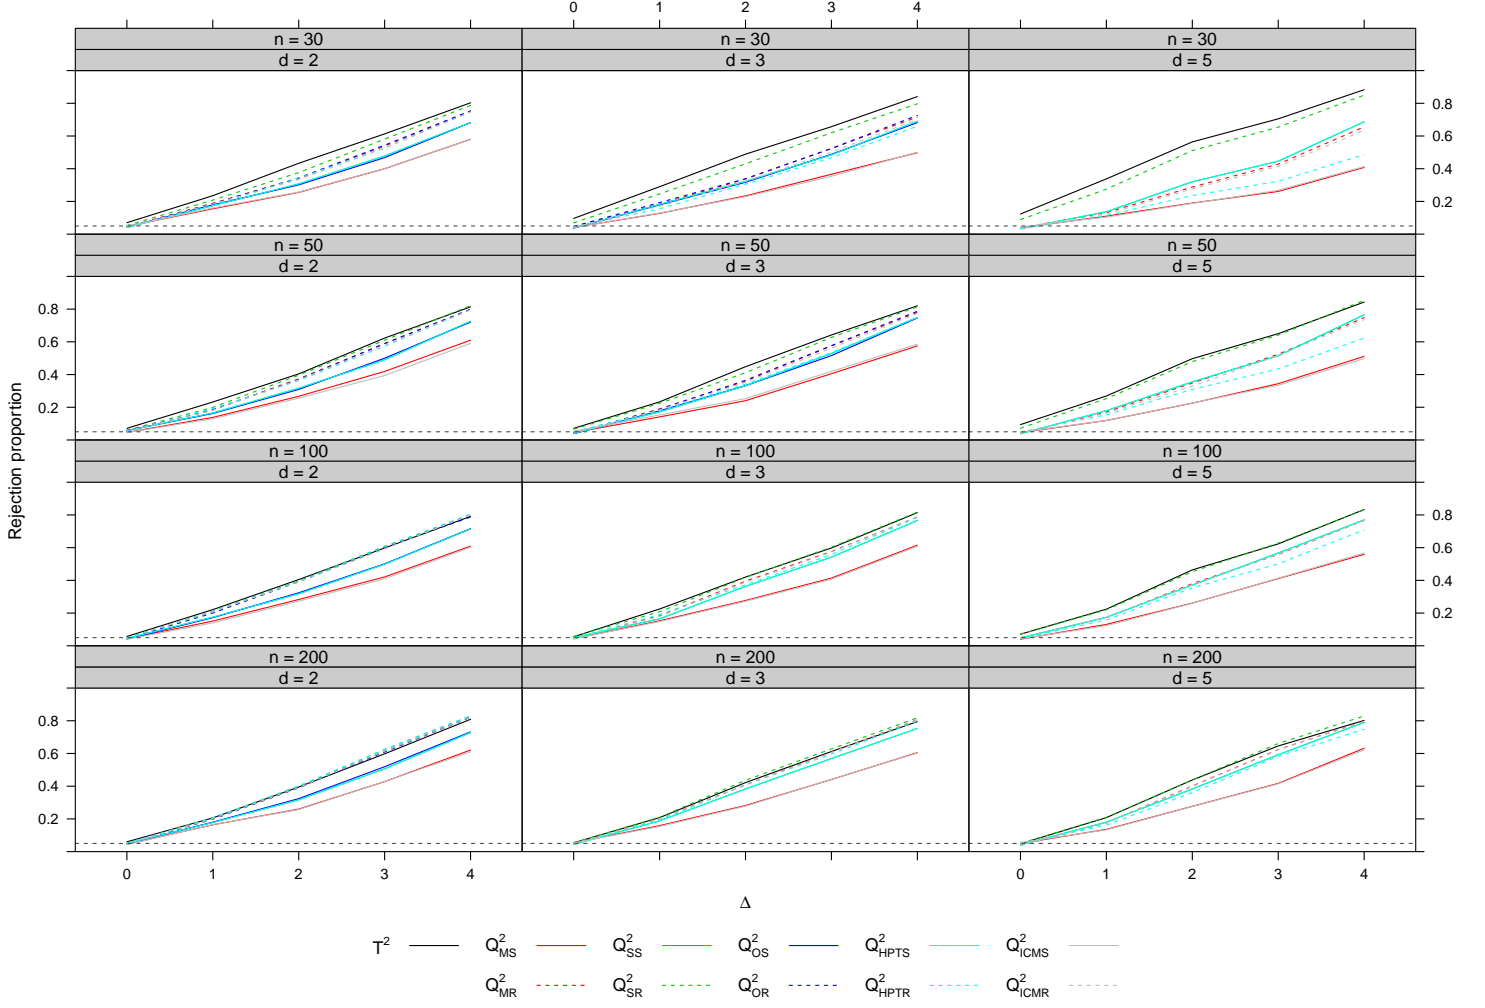 0 1 2 3 4
n = 30 n = 30 n = 30
d = 2 d = 3 d = 5
0.8
0.6
0.4
0.2
n = 50 n = 50 n = 50
d = 2 d = 3 d = 5
0.8
0.6
0.4
0.2
n = 100 n = 100 n = 100
d = 2 d = 3 d = 5
0.8
0.6
0.4
0.2
n = 200 n = 200 n = 200
d = 2 d = 3 d = 5
0.8
0.6
0.4
0.2
0 1 2 3 4 0 1 2 3 4
Rejection proportion
Δ
T² Q²MS Q²SS Q²OS Q²HPTS Q²ICMS
Q²MR Q²SR Q²OR Q²HPTR Q²ICMR